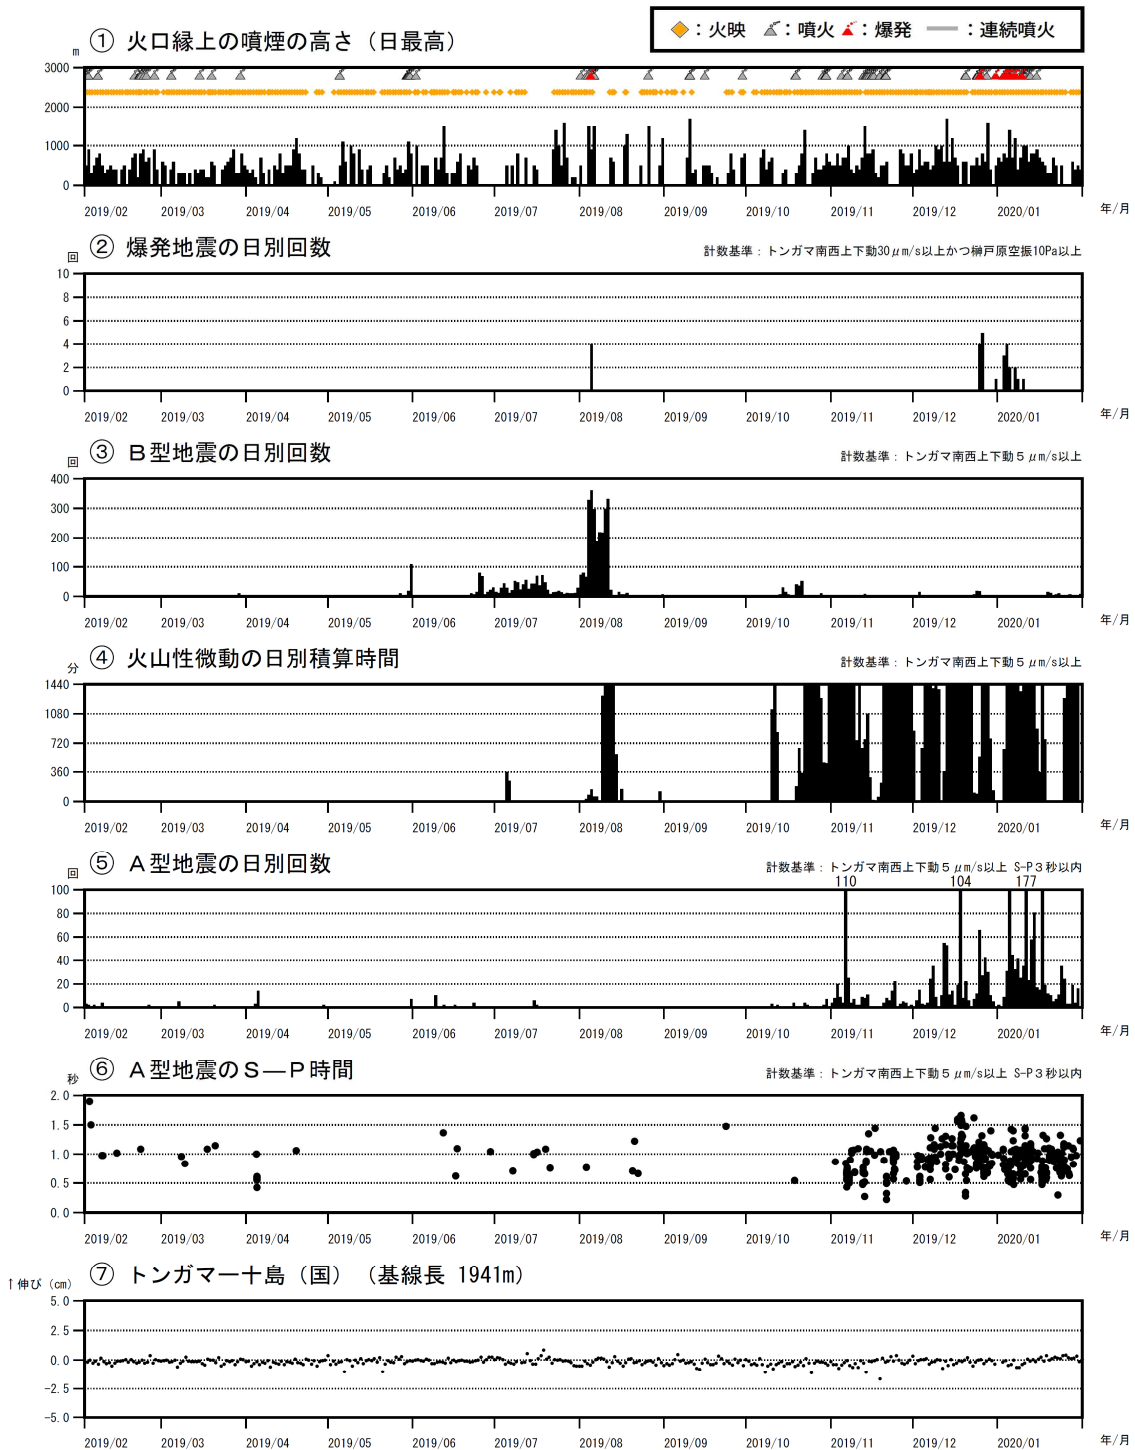 ：火映 ：噴火 ：爆発 ：連続噴火
① 火口縁上の噴煙の高さ（日最高）
m
3000
2000
1000
0
2019/02 2019/03 2019/04 2019/05 2019/06 2019/07 2019/08 2019/09 2019/10 2019/11 2019/12 2020/01 年/月
② 爆発地震の日別回数
計数基準：トンガマ南西上下動30μm/s以上かつ榊戸原空振10Pa以上
回
10
8
6
4
2
0
2019/02 2019/03 2019/04 2019/05 2019/06 2019/07 2019/08 2019/09 2019/10 2019/11 2019/12 2020/01 年/月
③ Ｂ型地震の日別回数
計数基準：トンガマ南西上下動５μm/s以上
回
400
300
200
100
0
2019/02 2019/03 2019/04 2019/05 2019/06 2019/07 2019/08 2019/09 2019/10 2019/11 2019/12 2020/01 年/月
④ 火山性微動の日別積算時間
計数基準：トンガマ南西上下動５μm/s以上
分
1440
1080
720
360
0
2019/02 2019/03 2019/04 2019/05 2019/06 2019/07 2019/08 2019/09 2019/10 2019/11 2019/12 2020/01 年/月
⑤ Ａ型地震の日別回数
計数基準：トンガマ南西上下動５μm/s以上 S-P３秒以内
回
110 104 177
100
80
60
40
20
0
2019/02 2019/03 2019/04 2019/05 2019/06 2019/07 2019/08 2019/09 2019/10 2019/11 2019/12 2020/01 年/月
⑥ Ａ型地震のＳ―Ｐ時間
計数基準：トンガマ南西上下動５μm/s以上 S-P３秒以内
秒
2.0
1.5
1.0
0.5
0.0
2019/02 2019/03 2019/04 2019/05 2019/06 2019/07 2019/08 2019/09 2019/10 2019/11 2019/12 2020/01 年/月
⑦ トンガマー十島（国）（基線長 1941m）
↑伸び（cm）
5.0
2.5
0.0
-2.5
-5.0
2019/02 2019/03 2019/04 2019/05 2019/06 2019/07 2019/08 2019/09 2019/10 2019/11 2019/12 2020/01 年/月